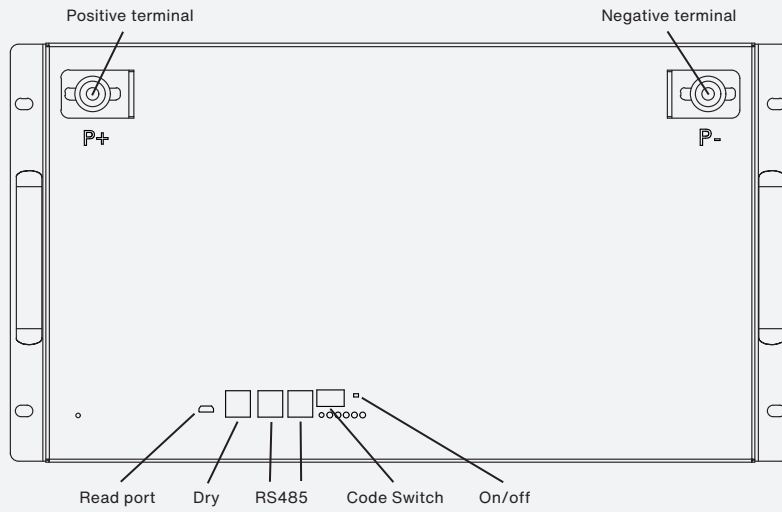 Positive terminal
Negative terminal
P+
P-
Read port
Dry
RS485
Code Switch
On/off